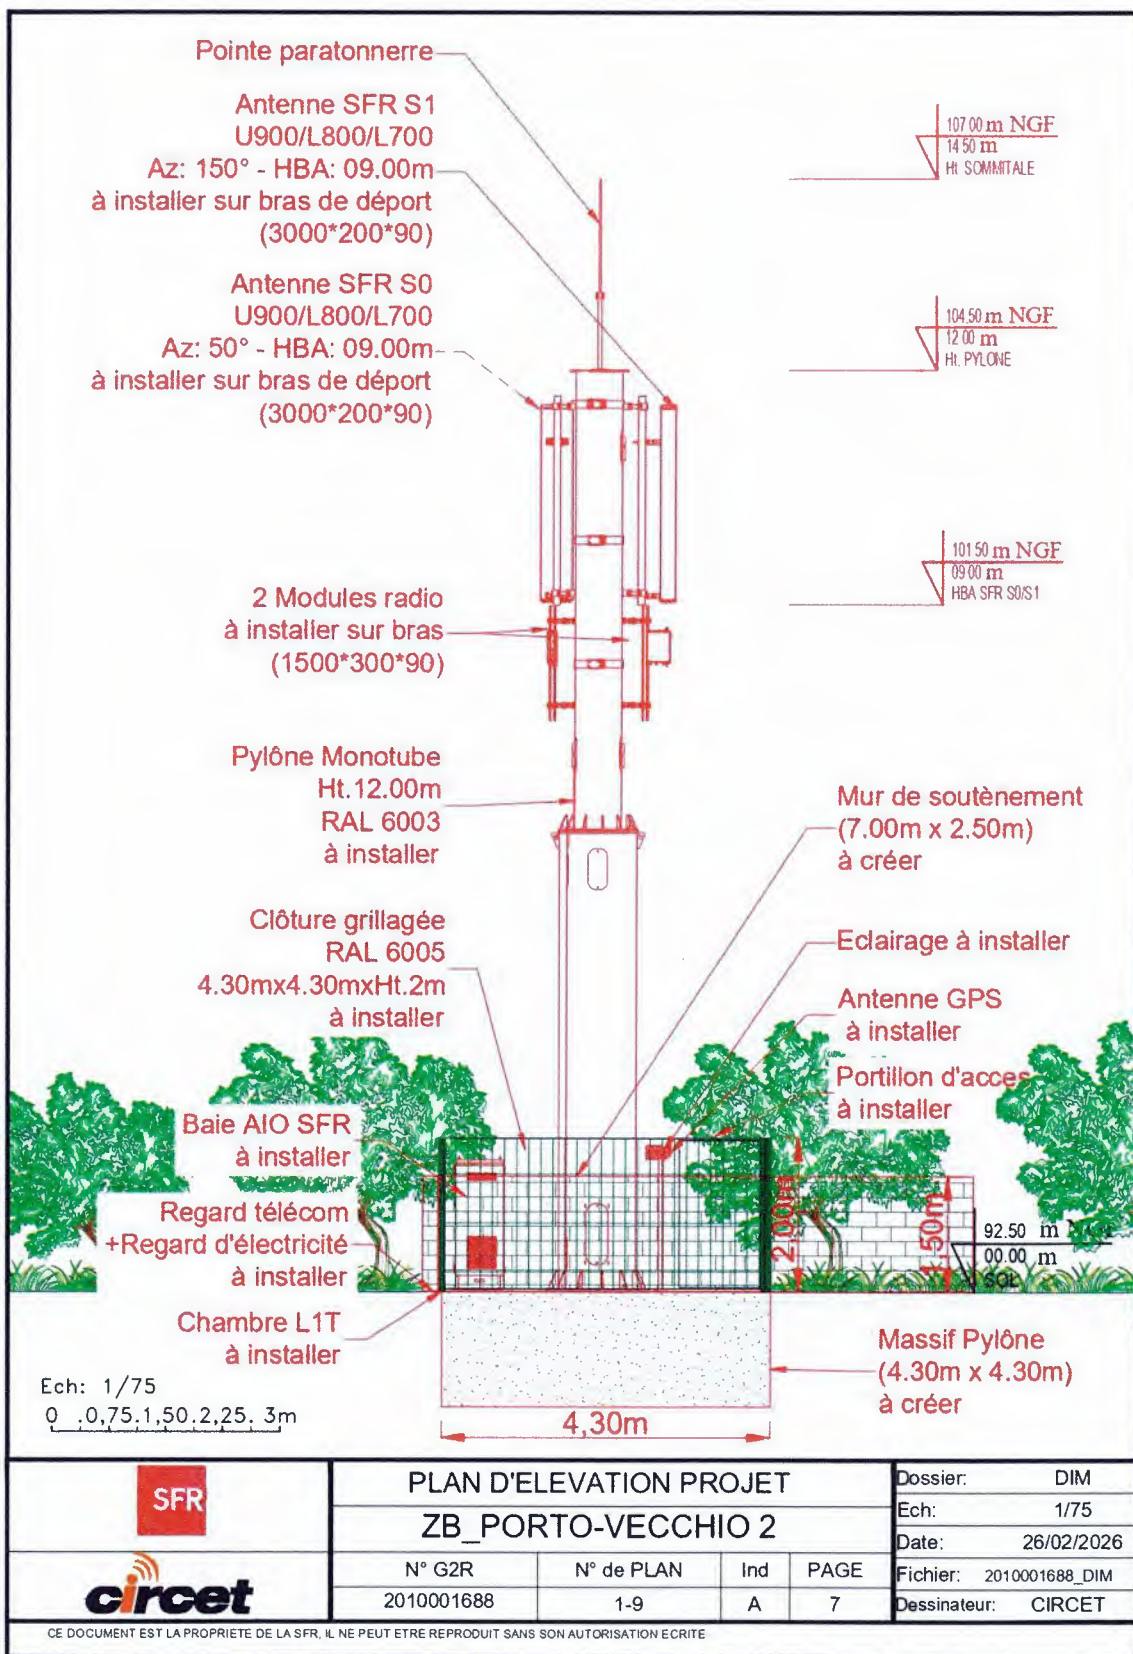 Pointe paratonnerre
Antenne SFR S1
U900/L800/L700
Az: 150° - HBA: 09.00m
à installer sur bras de déport
(3000*200*90)
Antenne SFR S0
U900/L800/L700
Az: 50° - HBA: 09.00m
à installer sur bras de déport
(3000*200*90)
107.00 m NGF
14.50 m
Ht. SOMMITALE
104.50 m NGF
12.00 m
Ht. PYLONE
101.50 m NGF
09.00 m
HBA SFR S0/S1
2 Modules radio
à installer sur bras
(1500*300*90)
Pylône Monotube
Ht.12.00m
RAL 6003
à installer
Mur de soutènement
(7.00m x 2.50m)
à créer
Clôture grillagée
RAL 6005
4.30mx4.30mxHt.2m
à installer
Eclairage à installer
Antenne GPS
à installer
Portillon d'acces
à installer
Baie AIO SFR
à installer
Regard télécom
+Regard d'électricité
à installer
Chambre L1T
à installer
2,00m
1,50m
92.50 m
00.00 m
SOL
Massif Pylône
(4.30m x 4.30m)
à créer
4,30m
Ech: 1/75
0 .0,75.1,50.2,25. 3m
SFR
circet
PLAN D'ELEVATION PROJET
ZB_PORTO-VECCHIO 2
N° G2R N° de PLAN Ind PAGE
2010001688 1-9 A 7
Dossier: DIM
Ech: 1/75
Date: 26/02/2026
Fichier: 2010001688_DIM
Dessinateur: CIRCET
CE DOCUMENT EST LA PROPRIETE DE LA SFR, IL NE PEUT ETRE REPRODUIT SANS SON AUTORISATION ECRITE